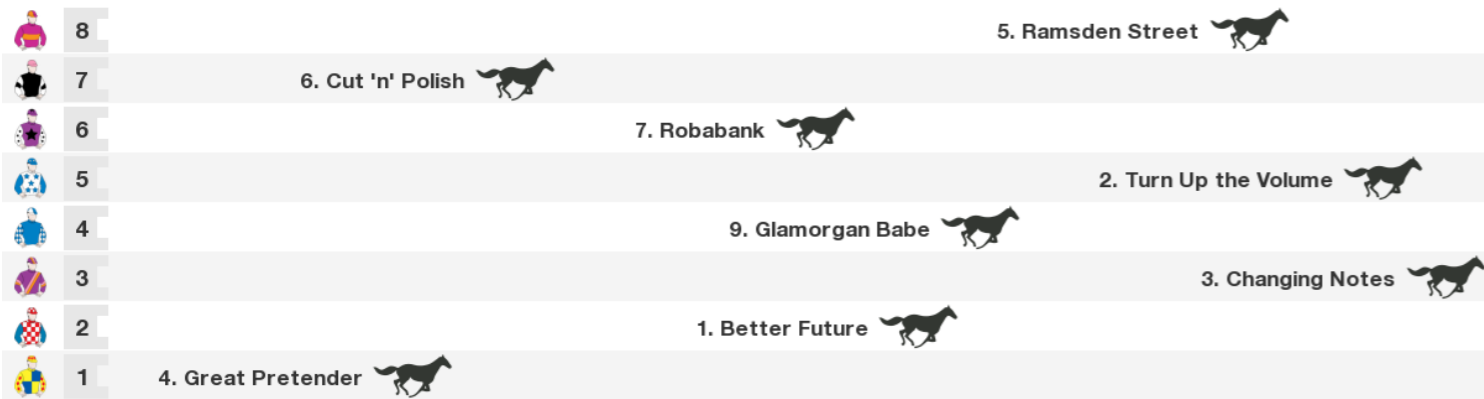 8 5. Ramsden Street
7 6. Cut 'n' Polish
6 7. Robabank
5 2. Turn Up the Volume
4 9. Glamorgan Babe
3 3. Changing Notes
2 1. Better Future
1 4. Great Pretender